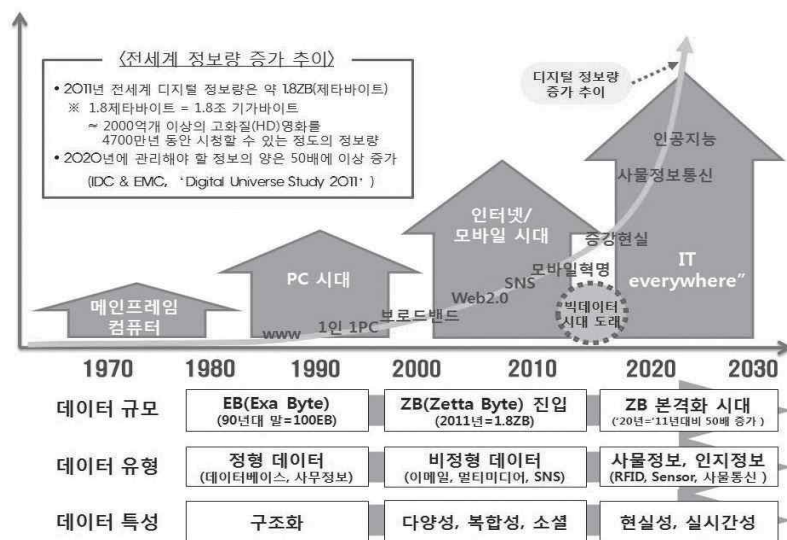 〈전세계 정보량 증가 추이〉
• 2011년 전세계 디지털 정보량은 약 1.8ZB(제타바이트)
※ 1.8제타바이트 = 1.8조 기가바이트
~ 2000억개 이상의 고화질(HD)영화를
4700만년 동안 시청할 수 있는 정도의 정보량
• 2020년에 관리해야 할 정보의 양은 50배에 이상 증가
(IDC & EMC, ‘Digital Universe Study 2011’)
디지털 정보량
증가 추이
인공지능
사물정보통신
인터넷/
모바일 시대
증강현실
PC 시대
모바일혁명
IT
everywhere”
SNS
메인프레임
컴퓨터
Web2.0
브로드밴드
빅데이터
시대 도래
1인 1PC
www
1970 1980 1990 2000 2010 2020 2030
데이터 규모 EB(Exa Byte) ZB(Zetta Byte) 진입 ZB 본격화 시대
(90년대 말=100EB) (2011년=1.8ZB) ('20년='11년대비 50배 증가 )
데이터 유형 정형 데이터 비정형 데이터 사물정보, 인지정보
(데이터베이스, 사무정보) (이메일, 멀티미디어, SNS) (RFID, Sensor, 사물통신 )
데이터 특성 구조화 다양성, 복합성, 소셜 현실성, 실시간성